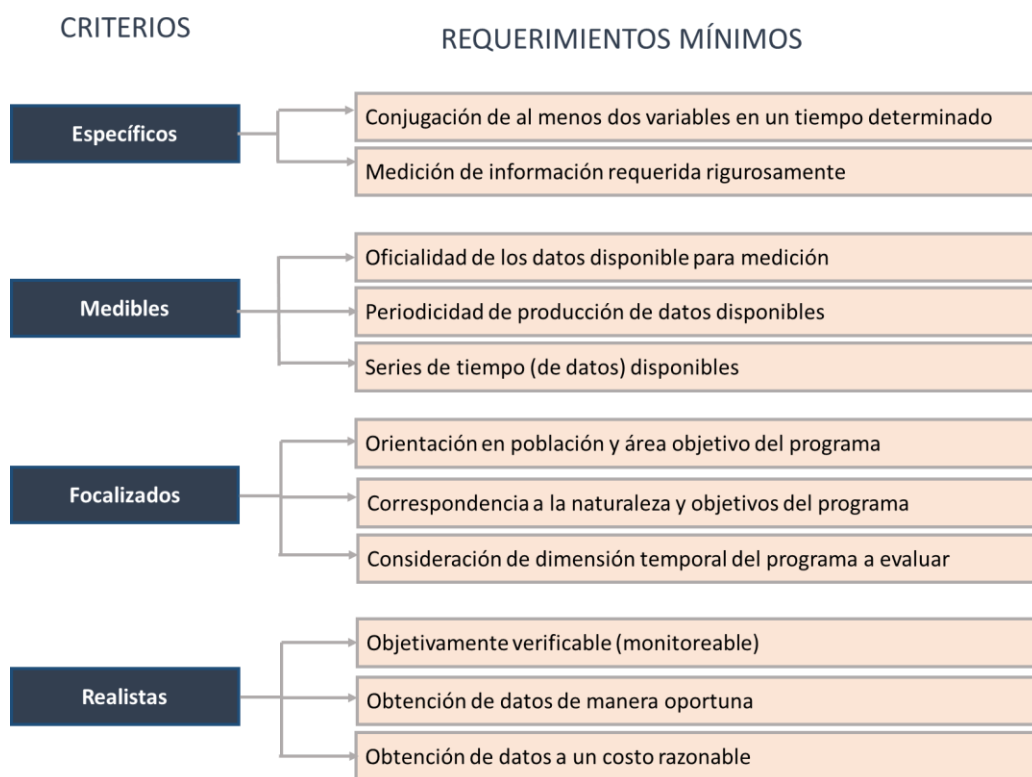 CRITERIOS
REQUERIMIENTOS MÍNIMOS
Específicos
Conjugación de al menos dos variables en un tiempo determinado
Medición de información requerida rigurosamente
Medibles
Oficialidad de los datos disponible para medición
Periodicidad de producción de datos disponibles
Series de tiempo (de datos) disponibles
Focalizados
Orientación en población y área objetivo del programa
Correspondencia a la naturaleza y objetivos del programa
Consideración de dimensión temporal del programa a evaluar
Realistas
Objetivamente verificable (monitoreable)
Obtención de datos de manera oportuna
Obtención de datos a un costo razonable